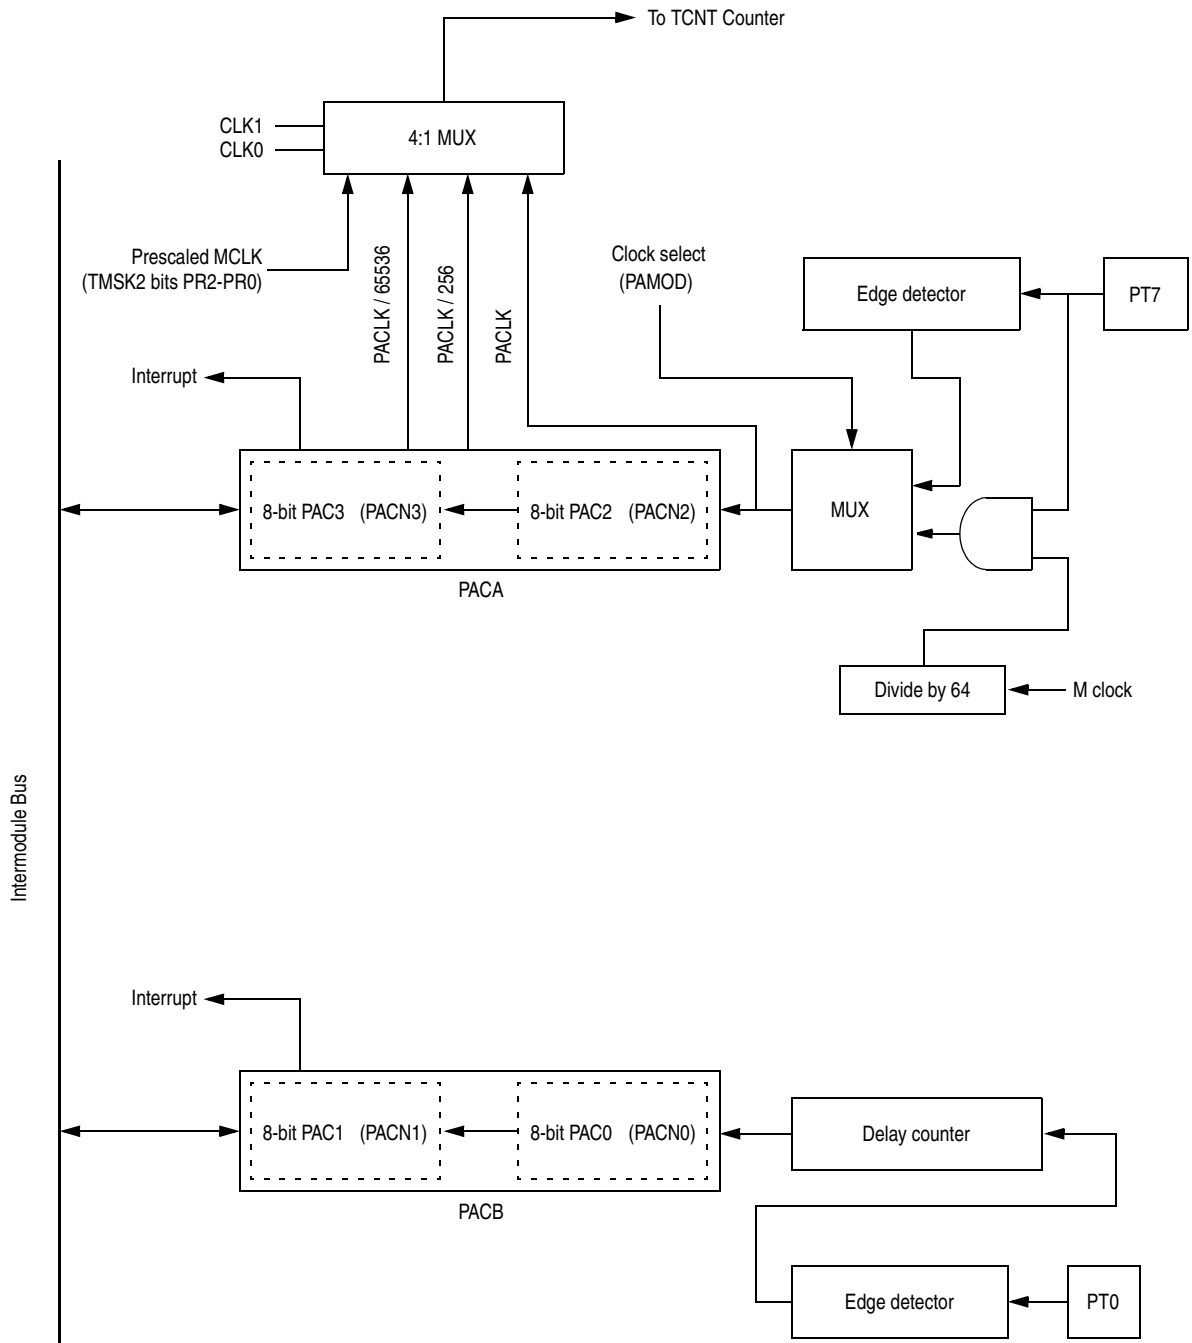 To TCNT Counter
CLK1
CLK0
4:1 MUX
Prescaled MCLK
(TMSK2 bits PR2-PR0)
PACLK / 65536
PACLK / 256
PACLK
Clock select
(PAMOD)
Edge detector
PT7
Interrupt
8-bit PAC3 (PACN3)
8-bit PAC2 (PACN2)
MUX
PACA
Divide by 64
M clock
Intermodule Bus
Interrupt
8-bit PAC1 (PACN1)
8-bit PAC0 (PACN0)
Delay counter
PACB
Edge detector
PT0